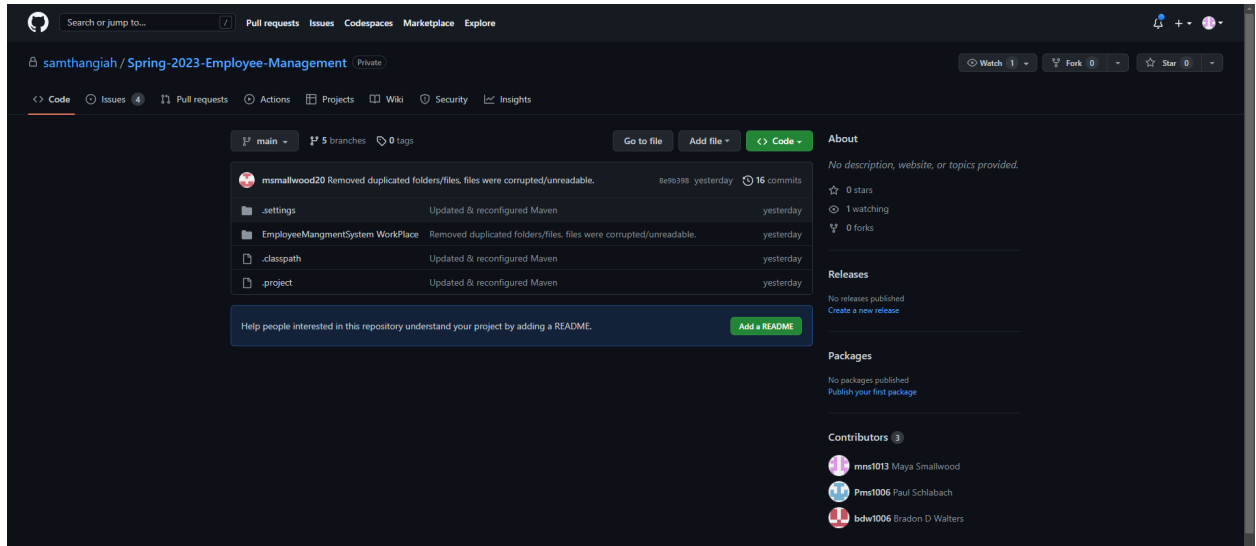 Search or jump to... /
Pull requests Issues Codespaces Marketplace Explore
samthangiah / Spring-2023-Employee-Management Private
Watch 1 Fork 0 Star 0
<> Code Issues 4 Pull requests Actions Projects Wiki Security Insights
main 5 branches 0 tags
Go to file Add file <> Code
msmallwood20 Removed duplicated folders/files, files were corrupted/unreadable. 8e9b398 yesterday 16 commits
.settings Updated & reconfigured Maven yesterday
EmployeeMangmentSystem WorkPlace Removed duplicated folders/files, files were corrupted/unreadable. yesterday
.classpath Updated & reconfigured Maven yesterday
.project Updated & reconfigured Maven yesterday
Help people interested in this repository understand your project by adding a README. Add a README
About
No description, website, or topics provided.
0 stars
1 watching
0 forks
Releases
No releases published
Create a new release
Packages
No packages published
Publish your first package
Contributors 3
mns1013 Maya Smallwood
Pms1006 Paul Schlabach
bdw1006 Bradon D Walters